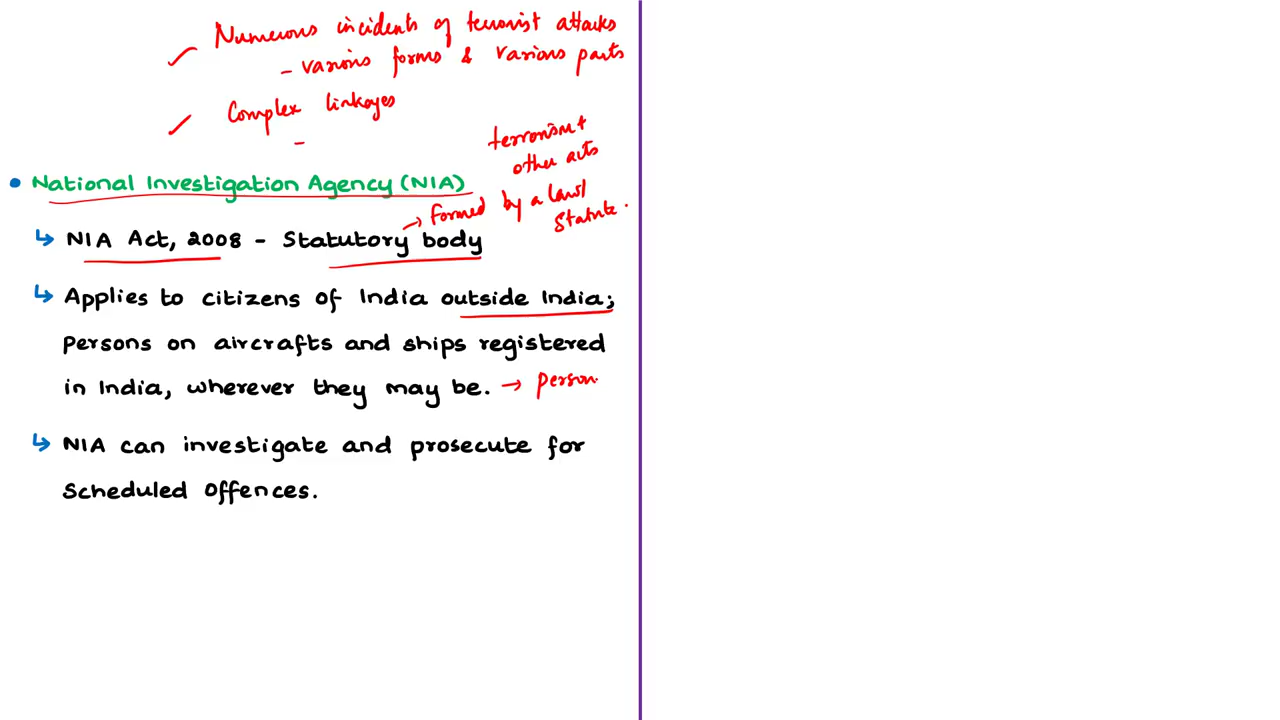 Numerous incidents of terrorist attacks
- various forms & various parts
Complex linkages
-
terrorism +
other acts
• National Investigation Agency (NIA)
→ formed by a law/
statute.
↳ NIA Act, 2008 - Statutory body
↳ Applies to citizens of India outside India;
persons on aircrafts and ships registered
in India, wherever they may be. → person
↳ NIA can investigate and prosecute for
Scheduled Offences.